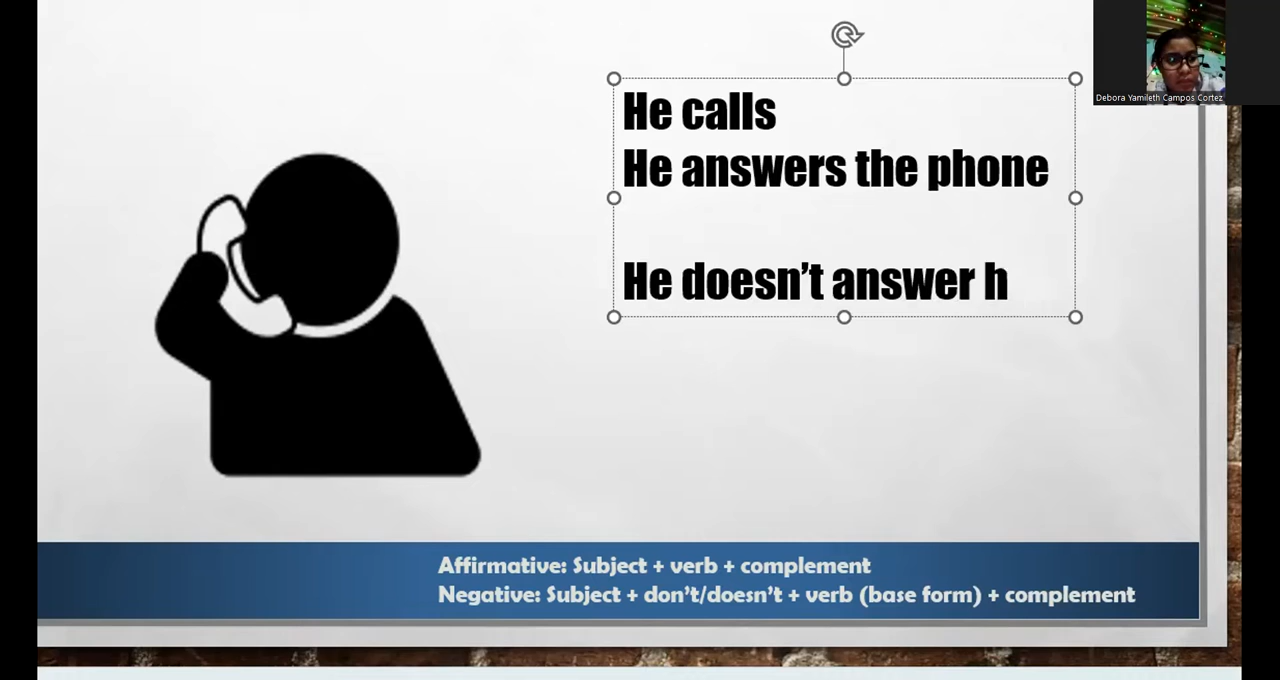 Debora Yamileth Campos Cortez
He calls
He answers the phone
He doesn't answer h
Affirmative: Subject + verb + complement
Negative: Subject + don't/doesn't + verb (base form) + complement